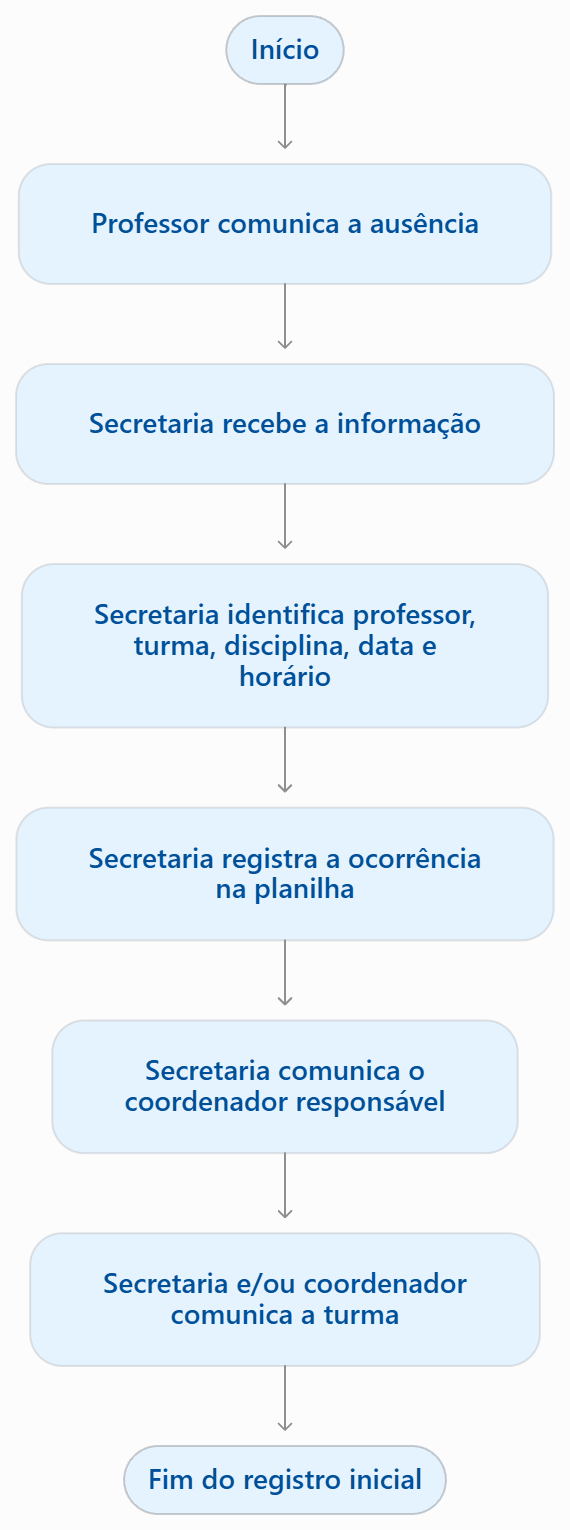 Início
Professor comunica a ausência
Secretaria recebe a informação
Secretaria identifica professor,
turma, disciplina, data e
horário
Secretaria registra a ocorrência
na planilha
Secretaria comunica o
coordenador responsável
Secretaria e/ou coordenador
comunica a turma
Fim do registro inicial